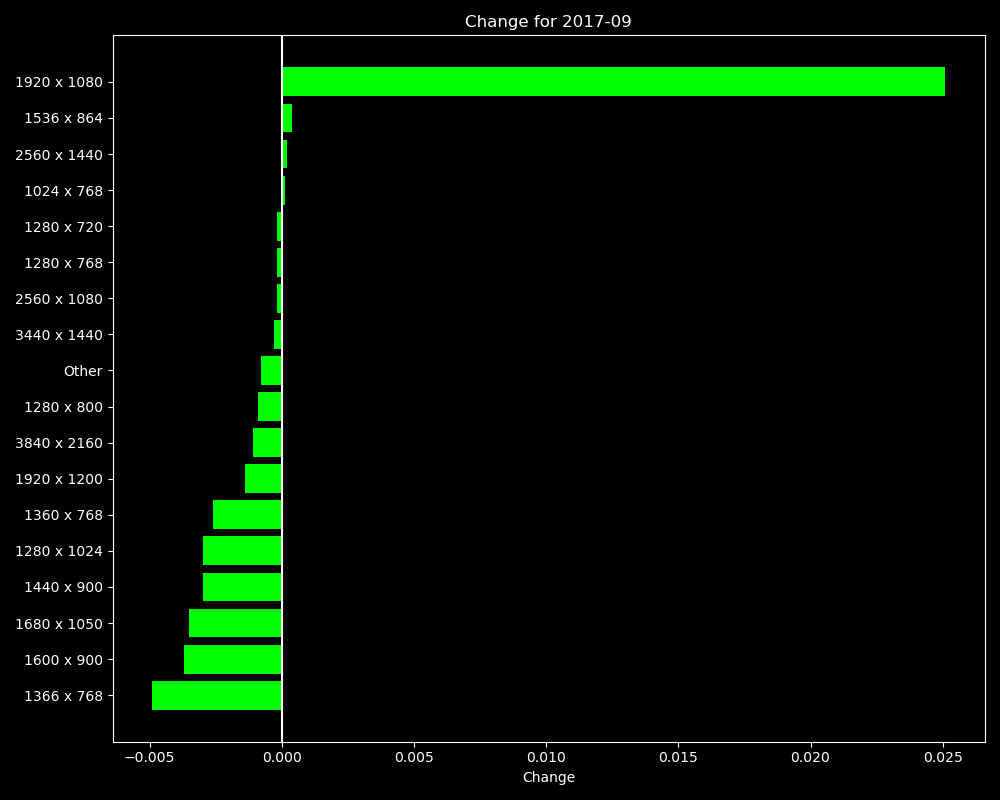 Change for 2017-09
1920 x 1080
1536 x 864
2560 x 1440
1024 x 768
1280 x 720
1280 x 768
2560 x 1080
3440 x 1440
Other
1280 x 800
3840 x 2160
1920 x 1200
1360 x 768
1280 x 1024
1440 x 900
1680 x 1050
1600 x 900
1366 x 768
−0.005 0.000 0.005 0.010 0.015 0.020 0.025
Change